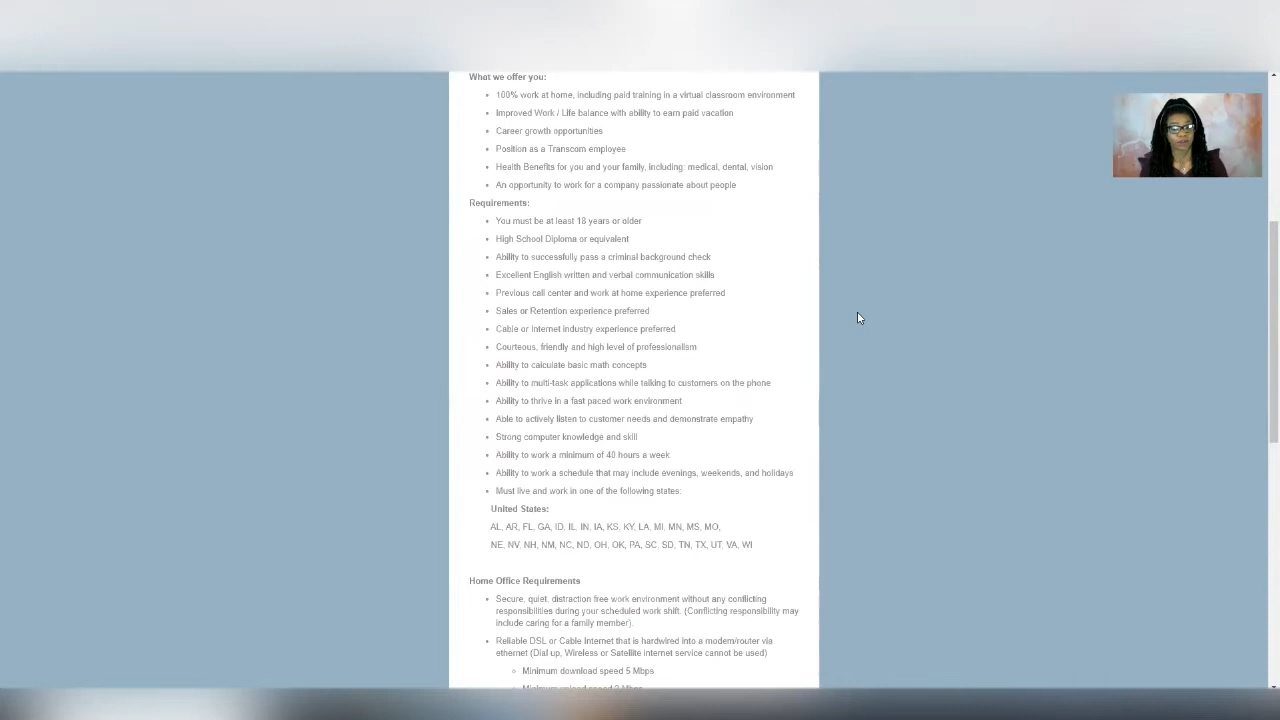 What we offer you:
100% work at home, including paid training in a virtual classroom environment
Improved Work / Life balance with ability to earn paid vacation
Career growth opportunities
Position as a Transcom employee
Health Benefits for you and your family, including: medical, dental, vision
An opportunity to work for a company passionate about people
Requirements:
You must be at least 18 years or older
High School Diploma or equivalent
Ability to successfully pass a criminal background check
Excellent English written and verbal communication skills
Previous call center and work at home experience preferred
Sales or Retention experience preferred
Cable or Internet industry experience preferred
Courteous, friendly and high level of professionalism
Ability to calculate basic math concepts
Ability to multi-task applications while talking to customers on the phone
Ability to thrive in a fast paced work environment
Able to actively listen to customer needs and demonstrate empathy
Strong computer knowledge and skill
Ability to work a minimum of 40 hours a week
Ability to work a schedule that may include evenings, weekends, and holidays
Must live and work in one of the following states:
United States:
AL, AR, FL, GA, ID, IL, IN, IA, KS, KY, LA, MI, MN, MS, MO,
NE, NV, NH, NM, NC, ND, OH, OK, PA, SC, SD, TN, TX, UT, VA, WI
Home Office Requirements
Secure, quiet, distraction free work environment without any conflicting
responsibilities during your scheduled work shift. (Conflicting responsibility may
include caring for a family member).
Reliable DSL or Cable Internet that is hardwired into a modem/router via
ethernet (Dial up, Wireless or Satellite internet service cannot be used)
Minimum download speed 5 Mbps